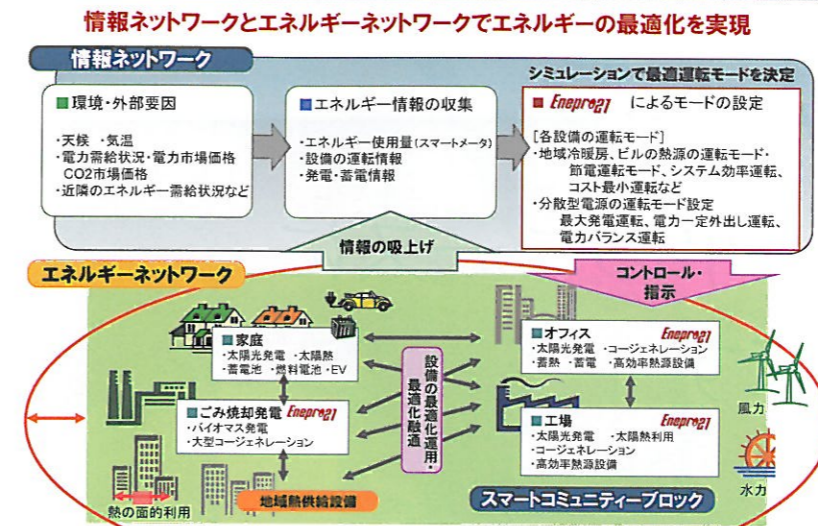 情報ネットワークとエネルギーネットワークでエネルギーの最適化を実現
情報ネットワーク
シミュレーションで最適運転モードを決定
■環境・外部要因
・天候 ・気温
・電力需給状況・電力市場価格
CO2市場価格
・近隣のエネルギー需給状況など
■エネルギー情報の収集
・エネルギー使用量(スマートメータ)
・設備の運転情報
・発電・蓄電情報
■Enepro21 によるモードの設定
[各設備の運転モード]
・地域冷暖房、ビルの熱源の運転モード・
節電運転モード、システム効率運転、
コスト最小運転など
・分散型電源の運転モード設定
最大発電運転、電力一定外出し運転、
電力バランス運転
情報の吸上げ
コントロール・
指示
エネルギーネットワーク
■家庭
・太陽光発電 ・太陽熱
・蓄電池 ・燃料電池・EV
■ごみ焼却発電 Enepro21
・バイオマス発電
・大型コージェネレーション
設備の最適化運用・
最適化融通
■オフィス Enepro21
・太陽光発電 ・コージェネレーション
・蓄熱 ・蓄電 ・高効率熱源設備
■工場 Enepro21
・太陽光発電 ・太陽熱利用
・コージェネレーション
・高効率熱源設備
風力
水力
熱の面的利用
地域熱供給設備
スマートコミュニティーブロック